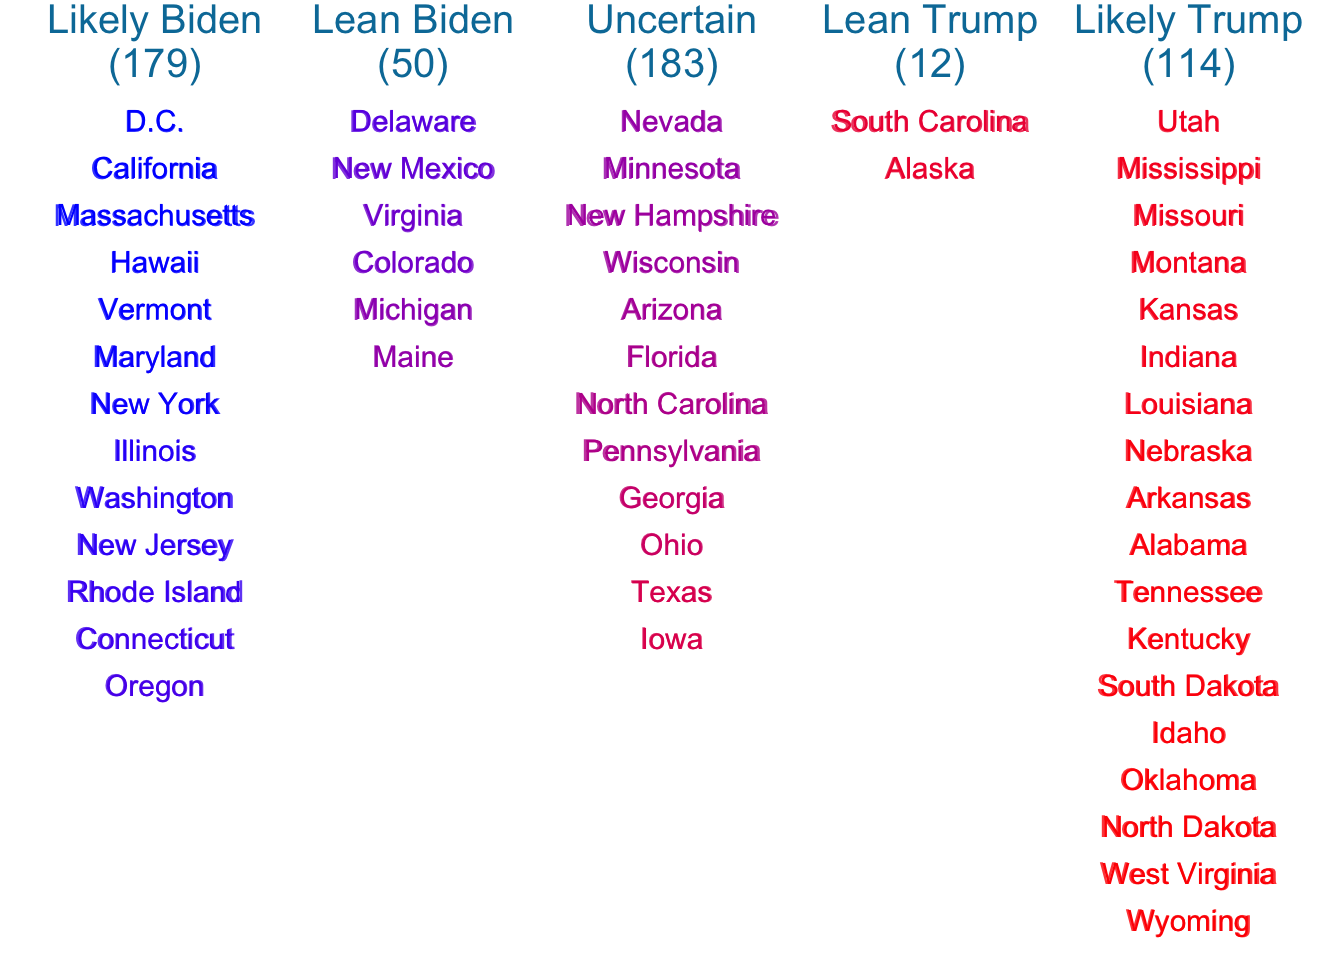 Likely Biden
(179)
D.C.
California
Massachusetts
Hawaii
Vermont
Maryland
New York
Illinois
Washington
New Jersey
Rhode Island
Connecticut
Oregon
Lean Biden
(50)
Delaware
New Mexico
Virginia
Colorado
Michigan
Maine
Uncertain
(183)
Nevada
Minnesota
New Hampshire
Wisconsin
Arizona
Florida
North Carolina
Pennsylvania
Georgia
Ohio
Texas
Iowa
Lean Trump
(12)
South Carolina
Alaska
Likely Trump
(114)
Utah
Mississippi
Missouri
Montana
Kansas
Indiana
Louisiana
Nebraska
Arkansas
Alabama
Tennessee
Kentucky
South Dakota
Idaho
Oklahoma
North Dakota
West Virginia
Wyoming